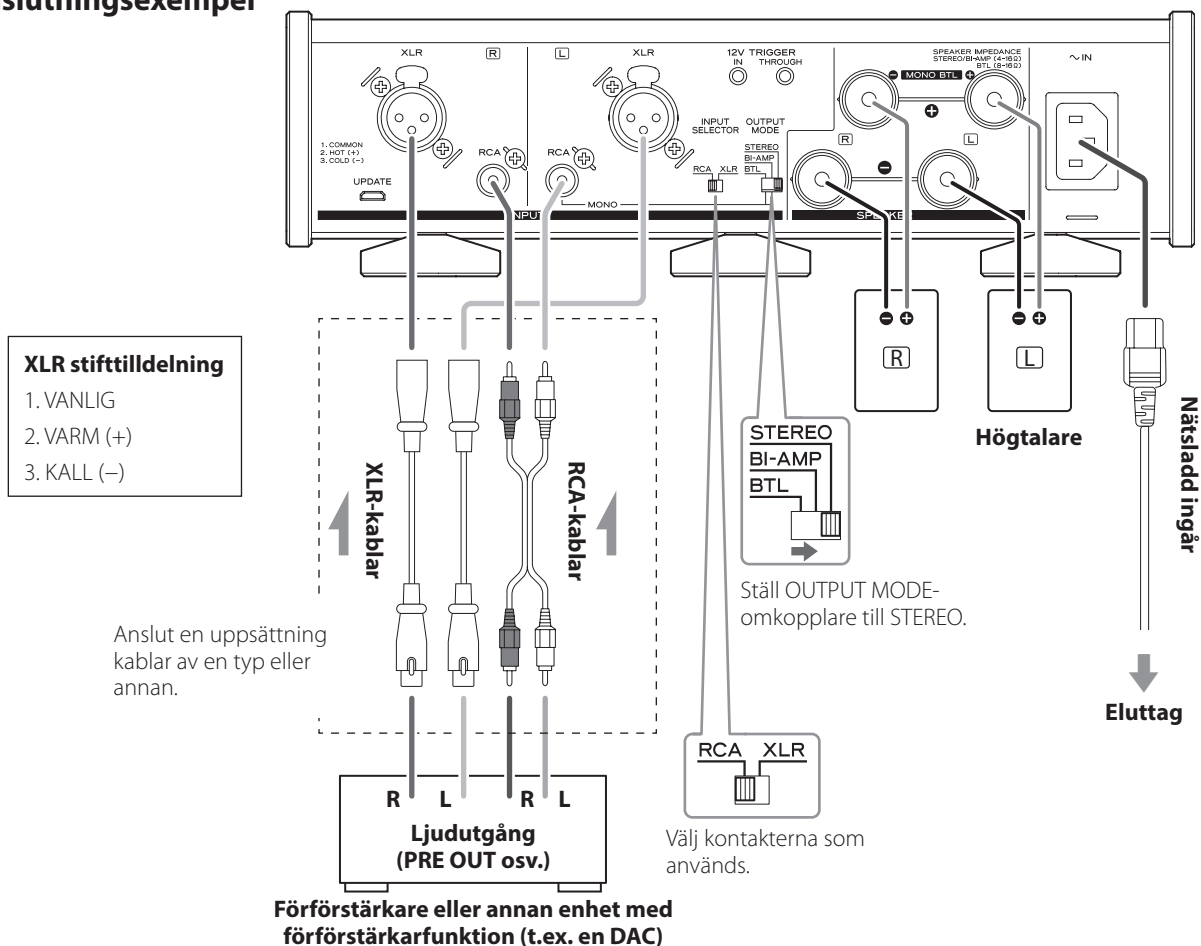 slutningsexempel
XLR
R
L
XLR
12V TRIGGER
IN
THROUGH
SPEAKER IMPEDANCE
STEREO/BI-AMP (4-16Ω)
BTL (8-16Ω)
MONO BTL
∼ IN
1. COMMON
2. HOT (+)
3. COLD (−)
UPDATE
RCA
RCA
INPUT
SELECTOR
OUTPUT
MODE
STEREO
BI-AMP
RCA XLR
BTL
MONO
R
L
INPUT
SPEAKER
XLR stifttilldelning
1. VANLIG
2. VARM (+)
3. KALL (−)
R
L
Högtalare
Nätsladd ingår
Eluttag
XLR-kablar
RCA-kablar
STEREO
BI-AMP
BTL
Ställ OUTPUT MODE-
omkopplare till STEREO.
Anslut en uppsättning
kablar av en typ eller
annan.
RCA XLR
Välj kontakterna som
används.
R L R L
Ljudutgång
(PRE OUT osv.)
Förförstärkare eller annan enhet med
förförstärkarfunktion (t.ex. en DAC)